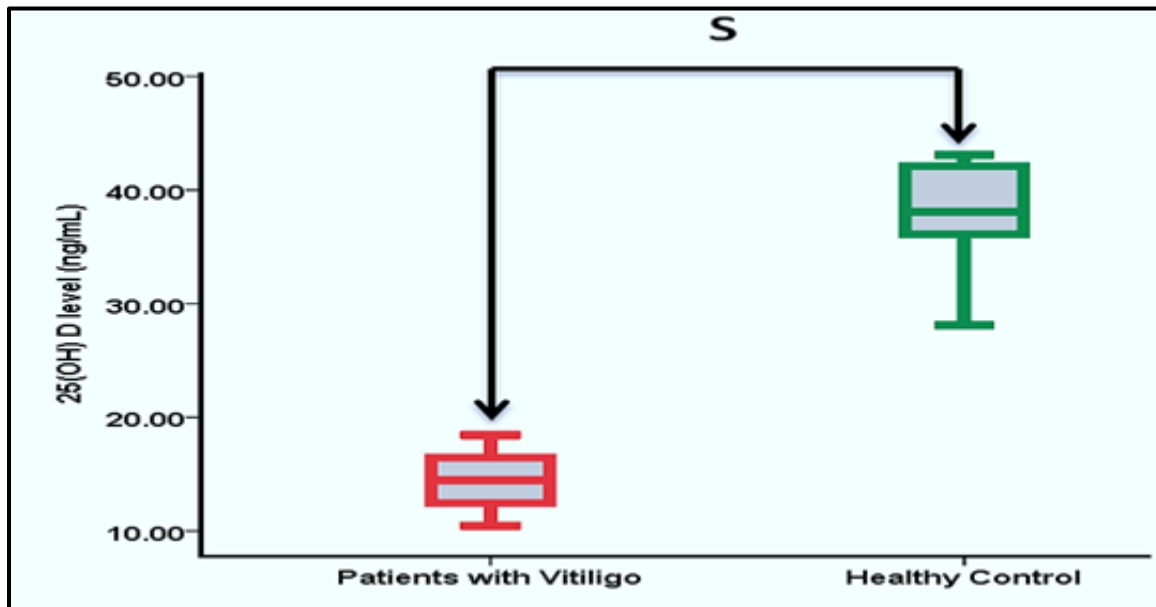 S
50.00
40.00
30.00
20.00
10.00
25(OH) D level (ng/mL)
Patients with Vitiligo
Healthy Control